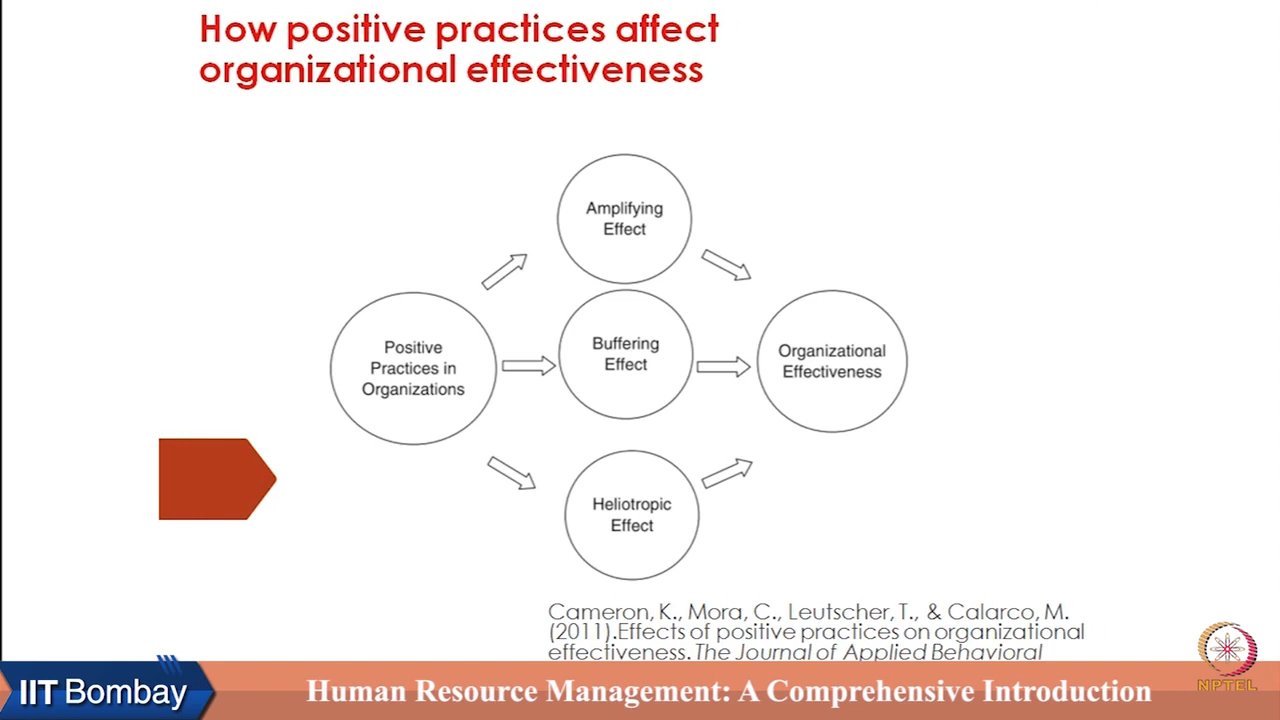 How positive practices affect
organizational effectiveness
Amplifying
Effect
Positive
Practices in
Organizations
Buffering
Effect
Organizational
Effectiveness
Heliotropic
Effect
Cameron, K., Mora, C., Leutscher, T., & Calarco, M.
(2011).Effects of positive practices on organizational
effectiveness. The Journal of Applied Behavioral
NPTEL
IIT Bombay
Human Resource Management: A Comprehensive Introduction